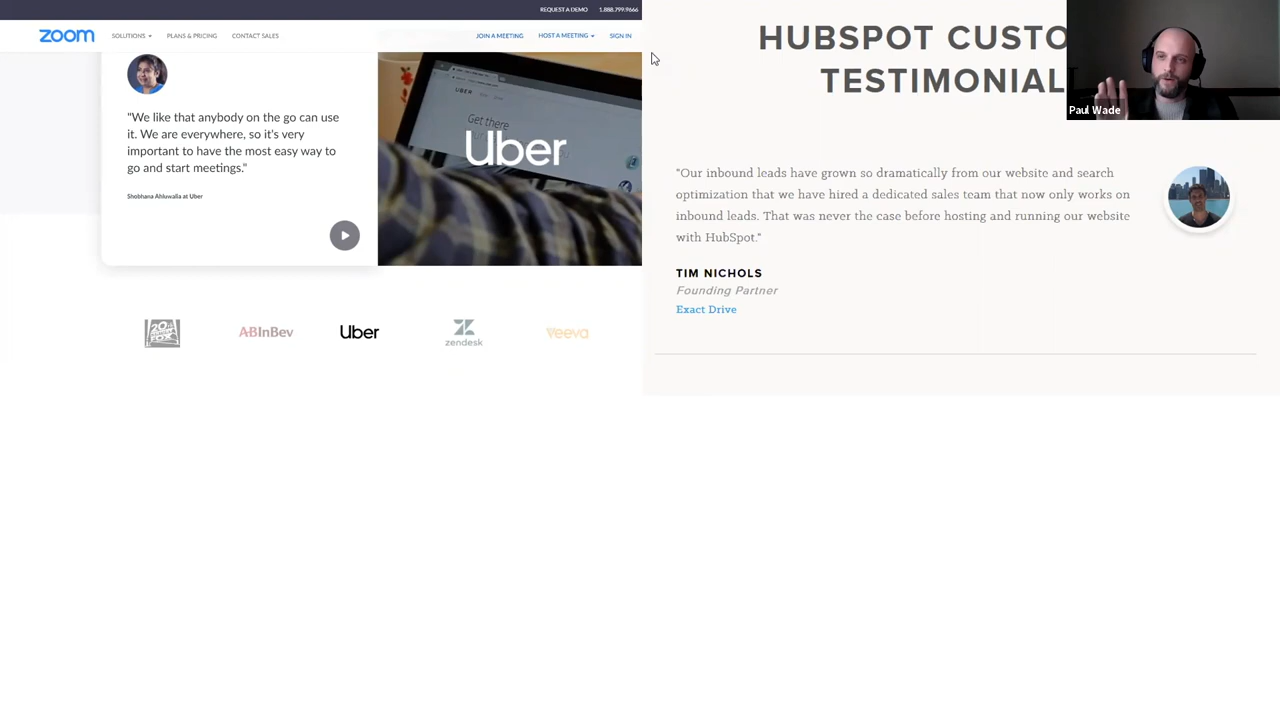 REQUEST A DEMO 1.888.799.9666
zoom SOLUTIONS PLANS & PRICING CONTACT SALES JOIN A MEETING HOST A MEETING SIGN IN
"We like that anybody on the go can use
it. We are everywhere, so it's very
important to have the most easy way to
go and start meetings."
Shobhana Ahluwalla at Uber
UBER
Get there
Uber
20th CENTURY FOX
ABInBev
Uber
zendesk
veeva
HUBSPOT CUSTO
TESTIMONIAL
Paul Wade
"Our inbound leads have grown so dramatically from our website and search
optimization that we have hired a dedicated sales team that now only works on
inbound leads. That was never the case before hosting and running our website
with HubSpot."
TIM NICHOLS
Founding Partner
Exact Drive